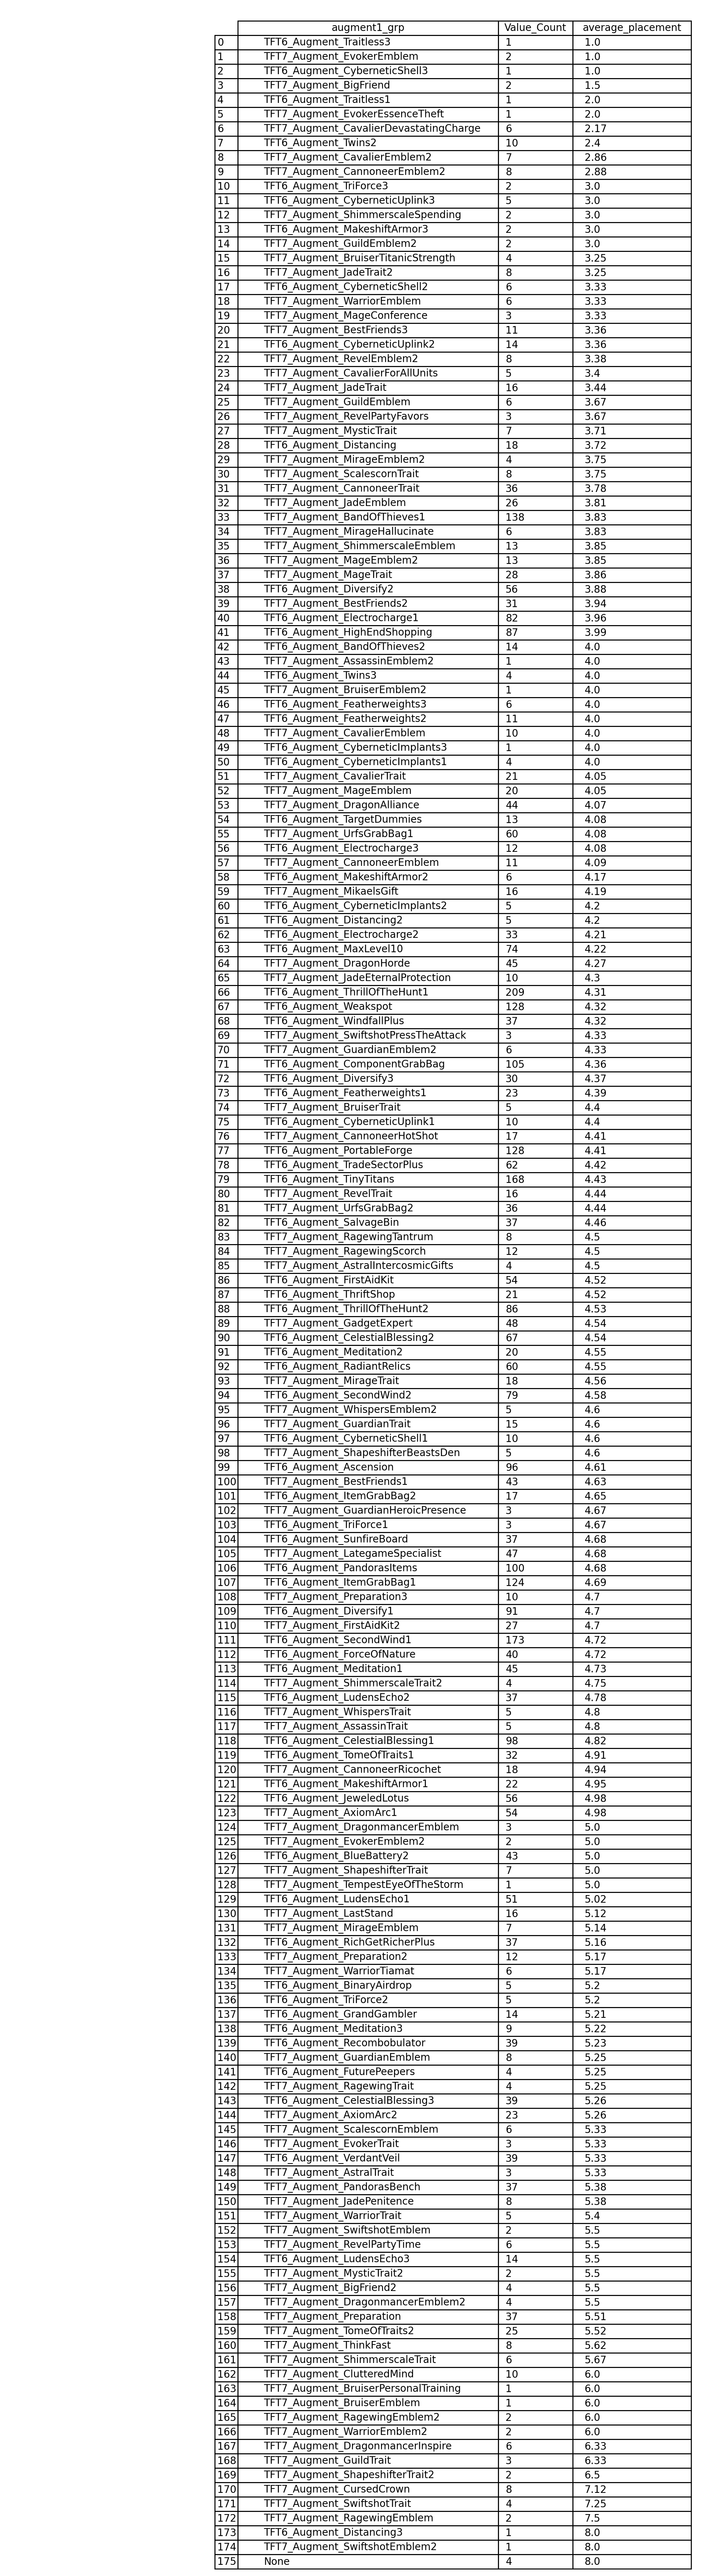 augment1_grp Value_Count average_placement
0 TFT6_Augment_Traitless3 1 1.0
1 TFT7_Augment_EvokerEmblem 2 1.0
2 TFT6_Augment_CyberneticShell3 1 1.0
3 TFT7_Augment_BigFriend 2 1.5
4 TFT6_Augment_Traitless1 1 2.0
5 TFT7_Augment_EvokerEssenceTheft 1 2.0
6 TFT7_Augment_CavalierDevastatingCharge 6 2.17
7 TFT6_Augment_Twins2 10 2.4
8 TFT7_Augment_CavalierEmblem2 7 2.86
9 TFT7_Augment_CannoneerEmblem2 8 2.88
10 TFT6_Augment_TriForce3 2 3.0
11 TFT6_Augment_CyberneticUplink3 5 3.0
12 TFT7_Augment_ShimmerscaleSpending 2 3.0
13 TFT6_Augment_MakeshiftArmor3 2 3.0
14 TFT7_Augment_GuildEmblem2 2 3.0
15 TFT7_Augment_BruiserTitanicStrength 4 3.25
16 TFT7_Augment_JadeTrait2 8 3.25
17 TFT6_Augment_CyberneticShell2 6 3.33
18 TFT7_Augment_WarriorEmblem 6 3.33
19 TFT7_Augment_MageConference 3 3.33
20 TFT7_Augment_BestFriends3 11 3.36
21 TFT6_Augment_CyberneticUplink2 14 3.36
22 TFT7_Augment_RevelEmblem2 8 3.38
23 TFT7_Augment_CavalierForAllUnits 5 3.4
24 TFT7_Augment_JadeTrait 16 3.44
25 TFT7_Augment_GuildEmblem 6 3.67
26 TFT7_Augment_RevelPartyFavors 3 3.67
27 TFT7_Augment_MysticTrait 7 3.71
28 TFT6_Augment_Distancing 18 3.72
29 TFT7_Augment_MirageEmblem2 4 3.75
30 TFT7_Augment_ScalescornTrait 8 3.75
31 TFT7_Augment_CannoneerTrait 36 3.78
32 TFT7_Augment_JadeEmblem 26 3.81
33 TFT7_Augment_BandOfThieves1 138 3.83
34 TFT7_Augment_MirageHallucinate 6 3.83
35 TFT7_Augment_ShimmerscaleEmblem 13 3.85
36 TFT7_Augment_MageEmblem2 13 3.85
37 TFT7_Augment_MageTrait 28 3.86
38 TFT6_Augment_Diversify2 56 3.88
39 TFT7_Augment_BestFriends2 31 3.94
40 TFT6_Augment_Electrocharge1 82 3.96
41 TFT6_Augment_HighEndShopping 87 3.99
42 TFT6_Augment_BandOfThieves2 14 4.0
43 TFT7_Augment_AssassinEmblem2 1 4.0
44 TFT6_Augment_Twins3 4 4.0
45 TFT7_Augment_BruiserEmblem2 1 4.0
46 TFT6_Augment_Featherweights3 6 4.0
47 TFT6_Augment_Featherweights2 11 4.0
48 TFT7_Augment_CavalierEmblem 10 4.0
49 TFT6_Augment_CyberneticImplants3 1 4.0
50 TFT6_Augment_CyberneticImplants1 4 4.0
51 TFT7_Augment_CavalierTrait 21 4.05
52 TFT7_Augment_MageEmblem 20 4.05
53 TFT7_Augment_DragonAlliance 44 4.07
54 TFT6_Augment_TargetDummies 13 4.08
55 TFT7_Augment_UrfsGrabBag1 60 4.08
56 TFT6_Augment_Electrocharge3 12 4.08
57 TFT7_Augment_CannoneerEmblem 11 4.09
58 TFT6_Augment_MakeshiftArmor2 6 4.17
59 TFT7_Augment_MikaelsGift 16 4.19
60 TFT6_Augment_CyberneticImplants2 5 4.2
61 TFT6_Augment_Distancing2 5 4.2
62 TFT6_Augment_Electrocharge2 33 4.21
63 TFT6_Augment_MaxLevel10 74 4.22
64 TFT7_Augment_DragonHorde 45 4.27
65 TFT7_Augment_JadeEternalProtection 10 4.3
66 TFT6_Augment_ThrillOfTheHunt1 209 4.31
67 TFT6_Augment_Weakspot 128 4.32
68 TFT6_Augment_WindfallPlus 37 4.32
69 TFT7_Augment_SwiftshotPressTheAttack 3 4.33
70 TFT7_Augment_GuardianEmblem2 6 4.33
71 TFT6_Augment_ComponentGrabBag 105 4.36
72 TFT6_Augment_Diversify3 30 4.37
73 TFT6_Augment_Featherweights1 23 4.39
74 TFT7_Augment_BruiserTrait 5 4.4
75 TFT6_Augment_CyberneticUplink1 10 4.4
76 TFT7_Augment_CannoneerHotShot 17 4.41
77 TFT6_Augment_PortableForge 128 4.41
78 TFT6_Augment_TradeSectorPlus 62 4.42
79 TFT6_Augment_TinyTitans 168 4.43
80 TFT7_Augment_RevelTrait 16 4.44
81 TFT7_Augment_UrfsGrabBag2 36 4.44
82 TFT6_Augment_SalvageBin 37 4.46
83 TFT7_Augment_RagewingTantrum 8 4.5
84 TFT7_Augment_RagewingScorch 12 4.5
85 TFT7_Augment_AstralIntercosmicGifts 4 4.5
86 TFT6_Augment_FirstAidKit 54 4.52
87 TFT6_Augment_ThriftShop 21 4.52
88 TFT6_Augment_ThrillOfTheHunt2 86 4.53
89 TFT7_Augment_GadgetExpert 48 4.54
90 TFT6_Augment_CelestialBlessing2 67 4.54
91 TFT6_Augment_Meditation2 20 4.55
92 TFT6_Augment_RadiantRelics 60 4.55
93 TFT7_Augment_MirageTrait 18 4.56
94 TFT6_Augment_SecondWind2 79 4.58
95 TFT7_Augment_WhispersEmblem2 5 4.6
96 TFT7_Augment_GuardianTrait 15 4.6
97 TFT6_Augment_CyberneticShell1 10 4.6
98 TFT7_Augment_ShapeshifterBeastsDen 5 4.6
99 TFT6_Augment_Ascension 96 4.61
100 TFT7_Augment_BestFriends1 43 4.63
101 TFT6_Augment_ItemGrabBag2 17 4.65
102 TFT7_Augment_GuardianHeroicPresence 3 4.67
103 TFT6_Augment_TriForce1 3 4.67
104 TFT6_Augment_SunfireBoard 37 4.68
105 TFT7_Augment_LategameSpecialist 47 4.68
106 TFT6_Augment_PandorasItems 100 4.68
107 TFT6_Augment_ItemGrabBag1 124 4.69
108 TFT7_Augment_Preparation3 10 4.7
109 TFT6_Augment_Diversify1 91 4.7
110 TFT7_Augment_FirstAidKit2 27 4.7
111 TFT6_Augment_SecondWind1 173 4.72
112 TFT6_Augment_ForceOfNature 40 4.72
113 TFT6_Augment_Meditation1 45 4.73
114 TFT7_Augment_ShimmerscaleTrait2 4 4.75
115 TFT6_Augment_LudensEcho2 37 4.78
116 TFT7_Augment_WhispersTrait 5 4.8
117 TFT7_Augment_AssassinTrait 5 4.8
118 TFT6_Augment_CelestialBlessing1 98 4.82
119 TFT6_Augment_TomeOfTraits1 32 4.91
120 TFT7_Augment_CannoneerRicochet 18 4.94
121 TFT6_Augment_MakeshiftArmor1 22 4.95
122 TFT6_Augment_JeweledLotus 56 4.98
123 TFT7_Augment_AxiomArc1 54 4.98
124 TFT7_Augment_DragonmancerEmblem 3 5.0
125 TFT7_Augment_EvokerEmblem2 2 5.0
126 TFT6_Augment_BlueBattery2 43 5.0
127 TFT7_Augment_ShapeshifterTrait 7 5.0
128 TFT7_Augment_TempestEyeOfTheStorm 1 5.0
129 TFT6_Augment_LudensEcho1 51 5.02
130 TFT7_Augment_LastStand 16 5.12
131 TFT7_Augment_MirageEmblem 7 5.14
132 TFT6_Augment_RichGetRicherPlus 37 5.16
133 TFT7_Augment_Preparation2 12 5.17
134 TFT7_Augment_WarriorTiamat 6 5.17
135 TFT6_Augment_BinaryAirdrop 5 5.2
136 TFT6_Augment_TriForce2 5 5.2
137 TFT6_Augment_GrandGambler 14 5.21
138 TFT6_Augment_Meditation3 9 5.22
139 TFT6_Augment_Recombobulator 39 5.23
140 TFT7_Augment_GuardianEmblem 8 5.25
141 TFT6_Augment_FuturePeepers 4 5.25
142 TFT7_Augment_RagewingTrait 4 5.25
143 TFT6_Augment_CelestialBlessing3 39 5.26
144 TFT7_Augment_AxiomArc2 23 5.26
145 TFT7_Augment_ScalescornEmblem 6 5.33
146 TFT7_Augment_EvokerTrait 3 5.33
147 TFT6_Augment_VerdantVeil 39 5.33
148 TFT7_Augment_AstralTrait 3 5.33
149 TFT7_Augment_PandorasBench 37 5.38
150 TFT7_Augment_JadePenitence 8 5.38
151 TFT7_Augment_WarriorTrait 5 5.4
152 TFT7_Augment_SwiftshotEmblem 2 5.5
153 TFT7_Augment_RevelPartyTime 6 5.5
154 TFT6_Augment_LudensEcho3 14 5.5
155 TFT7_Augment_MysticTrait2 2 5.5
156 TFT7_Augment_BigFriend2 4 5.5
157 TFT7_Augment_DragonmancerEmblem2 4 5.5
158 TFT7_Augment_Preparation 37 5.51
159 TFT7_Augment_TomeOfTraits2 25 5.52
160 TFT7_Augment_ThinkFast 8 5.62
161 TFT7_Augment_ShimmerscaleTrait 6 5.67
162 TFT7_Augment_ClutteredMind 10 6.0
163 TFT7_Augment_BruiserPersonalTraining 1 6.0
164 TFT7_Augment_BruiserEmblem 1 6.0
165 TFT7_Augment_RagewingEmblem2 2 6.0
166 TFT7_Augment_WarriorEmblem2 2 6.0
167 TFT7_Augment_DragonmancerInspire 6 6.33
168 TFT7_Augment_GuildTrait 3 6.33
169 TFT7_Augment_ShapeshifterTrait2 2 6.5
170 TFT7_Augment_CursedCrown 8 7.12
171 TFT7_Augment_SwiftshotTrait 4 7.25
172 TFT7_Augment_RagewingEmblem 2 7.5
173 TFT6_Augment_Distancing3 1 8.0
174 TFT7_Augment_SwiftshotEmblem2 1 8.0
175 None 4 8.0